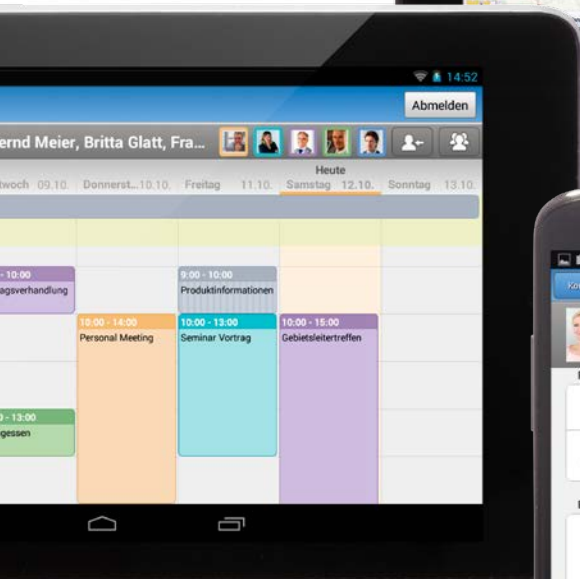 14:52
Abmelden
ernd Meier, Britta Glatt, Fra...
Heute
twoch 09.10. Donnerst...10.10. Freitag 11.10. Samstag 12.10. Sonntag 13.10.
- 10:00
agsverhandlung
9:00 - 10:00
Produktinformationen
10:00 - 14:00
Personal Meeting
10:00 - 13:00
Seminar Vortrag
10:00 - 15:00
Gebietsleitertreffen
0 - 13:00
gessen